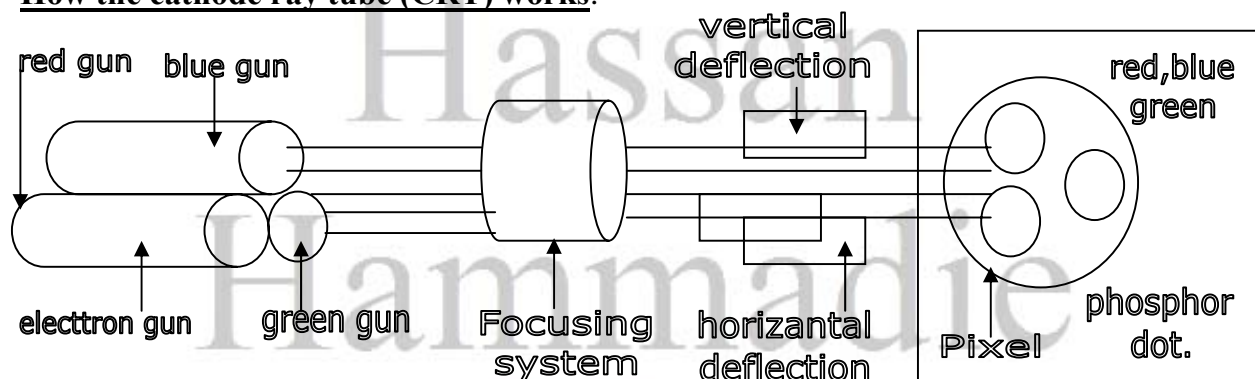 How the cathode ray tube (CRT) works:
Hassan
vertical
deflection
red gun
blue gun
red,blue
green
electtron gun
green gun
Focusing
system
horizantal
deflection
Pixel
phosphor
dot.
Hammadie